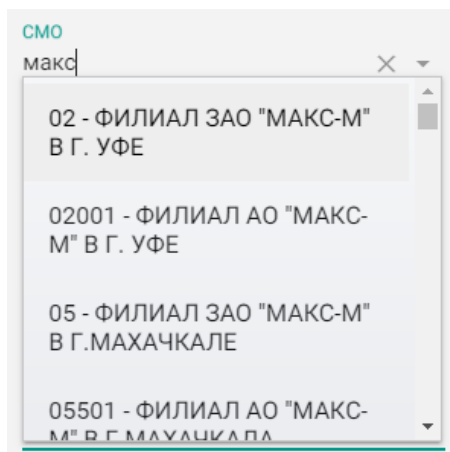 СМО
макс
02 - ФИЛИАЛ ЗАО "МАКС-М"
В Г. УФЕ
02001 - ФИЛИАЛ АО "МАКС-
М" В Г. УФЕ
05 - ФИЛИАЛ ЗАО "МАКС-М"
В Г.МАХАЧКАЛЕ
05501 - ФИЛИАЛ АО "МАКС-
М" В Г.МАХАЧКАЛА